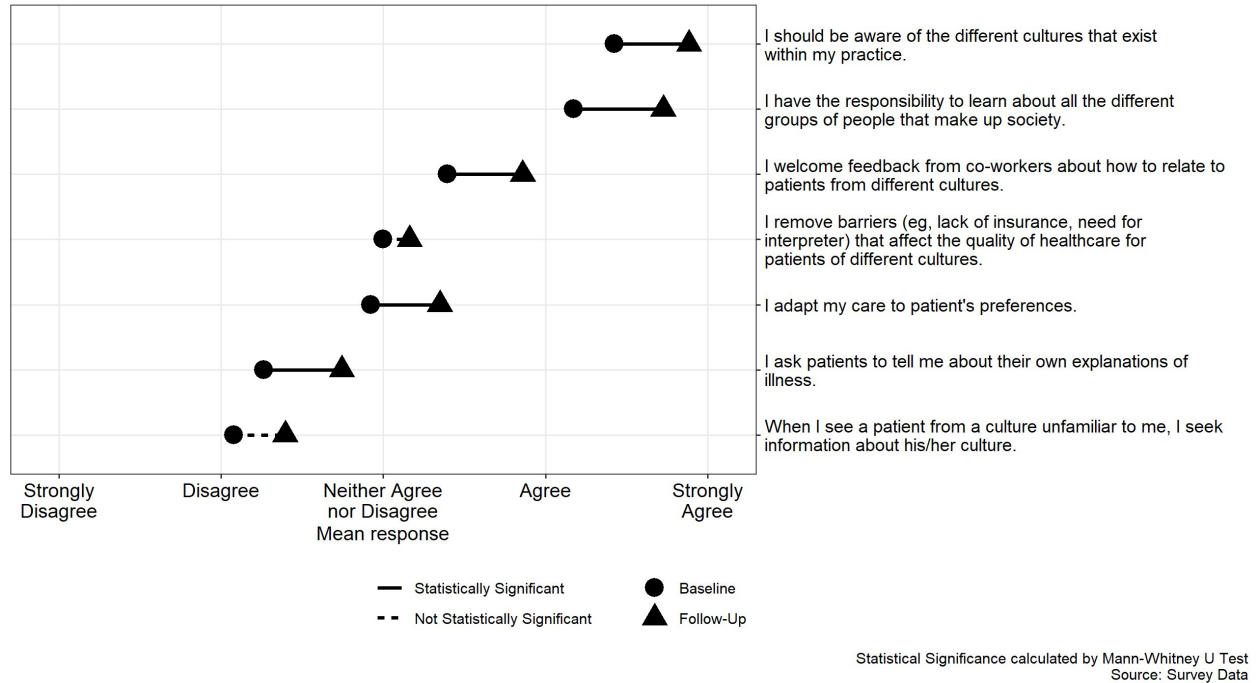 I should be aware of the different cultures that exist
within my practice.
I have the responsibility to learn about all the different
groups of people that make up society.
I welcome feedback from co-workers about how to relate to
patients from different cultures.
I remove barriers (eg, lack of insurance, need for
interpreter) that affect the quality of healthcare for
patients of different cultures.
I adapt my care to patient's preferences.
I ask patients to tell me about their own explanations of
illness.
When I see a patient from a culture unfamiliar to me, I seek
information about his/her culture.
Strongly
Disagree
Disagree
Neither Agree
nor Disagree
Agree
Strongly
Agree
Mean response
Statistically Significant
Not Statistically Significant
Baseline
Follow-Up
Statistical Significance calculated by Mann-Whitney U Test
Source: Survey Data